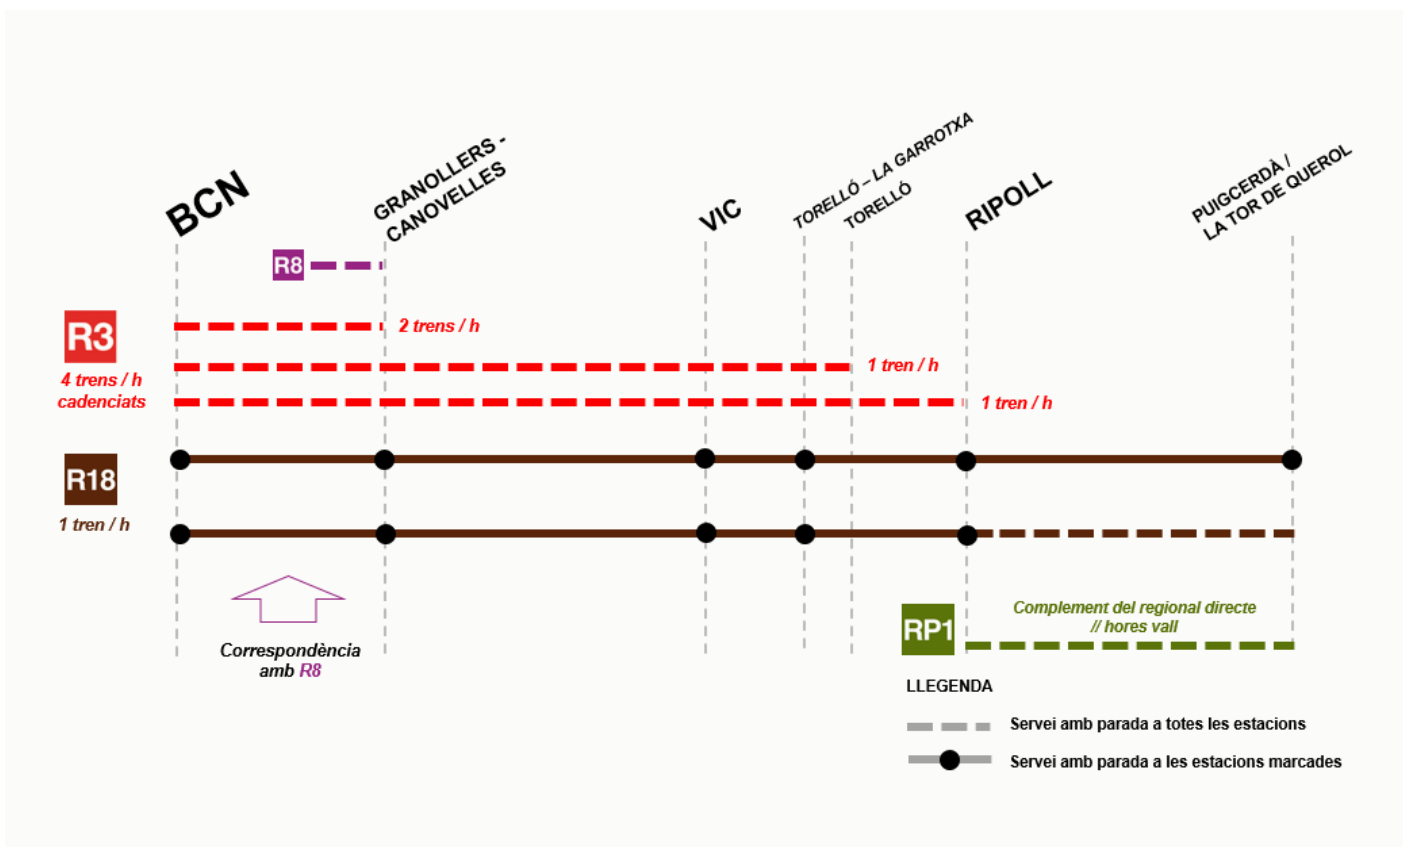 BCN
GRANOLLERS -
CANOVELLES
VIC
TORELLÓ – LA GARROTXA
TORELLÓ
RIPOLL
PUIGCERDÀ /
LA TOR DE QUEROL
R8
R3
2 trens / h
4 trens / h
cadenciats
1 tren / h
1 tren / h
R18
1 tren / h
Correspondència
amb R8
RP1
Complement del regional directe
// hores vall
LLEGENDA
Servei amb parada a totes les estacions
Servei amb parada a les estacions marcades